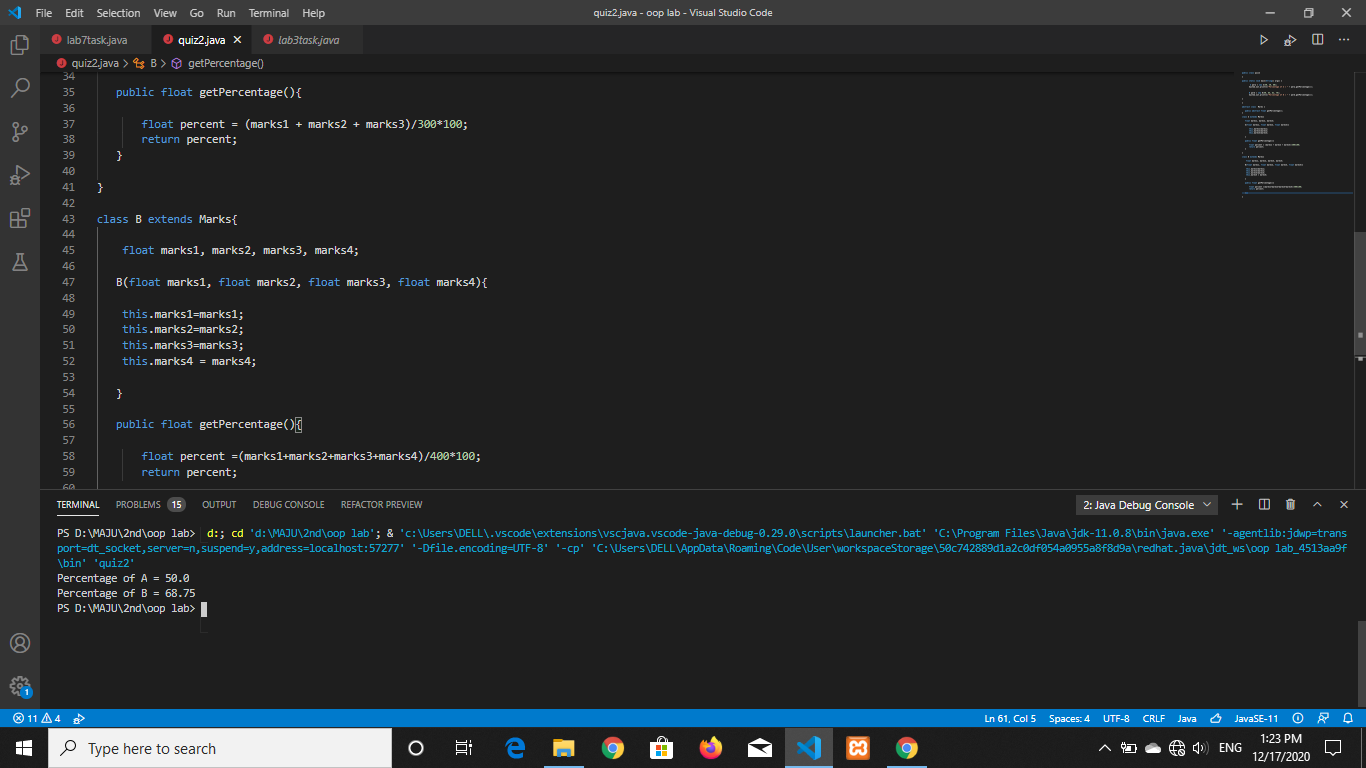 File Edit Selection View Go Run Terminal Help
quiz2.java - oop lab - Visual Studio Code
lab7task.java quiz2.java lab3task.java
quiz2.java > B > getPercentage()
34
35 public float getPercentage(){
36
37 float percent = (marks1 + marks2 + marks3)/300*100;
38 return percent;
39 }
40
41 }
42
43 class B extends Marks{
44
45 float marks1, marks2, marks3, marks4;
46
47 B(float marks1, float marks2, float marks3, float marks4){
48
49 this.marks1=marks1;
50 this.marks2=marks2;
51 this.marks3=marks3;
52 this.marks4 = marks4;
53
54 }
55
56 public float getPercentage(){
57
58 float percent =(marks1+marks2+marks3+marks4)/400*100;
59 return percent;
60
TERMINAL PROBLEMS 15 OUTPUT DEBUG CONSOLE REFACTOR PREVIEW
2: Java Debug Console
PS D:\MAJU\2nd\oop lab> d:; cd 'd:\MAJU\2nd\oop lab'; & 'c:\Users\DELL\.vscode\extensions\vscjava.vscode-java-debug-0.29.0\scripts\launcher.bat' 'C:\Program Files\Java\jdk-11.0.8\bin\java.exe' '-agentlib:jdwp=trans
port=dt_socket,server=n,suspend=y,address=localhost:57277' '-Dfile.encoding=UTF-8' '-cp' 'C:\Users\DELL\AppData\Roaming\Code\User\workspaceStorage\50c742889d1a2c0df054a0955a8f8d9a\redhat.java\jdt_ws\oop lab_4513aa9f
\bin' 'quiz2'
Percentage of A = 50.0
Percentage of B = 68.75
PS D:\MAJU\2nd\oop lab>
1
11 4
Ln 61, Col 5 Spaces: 4 UTF-8 CRLF Java JavaSE-11
Type here to search
ENG
1:23 PM
12/17/2020